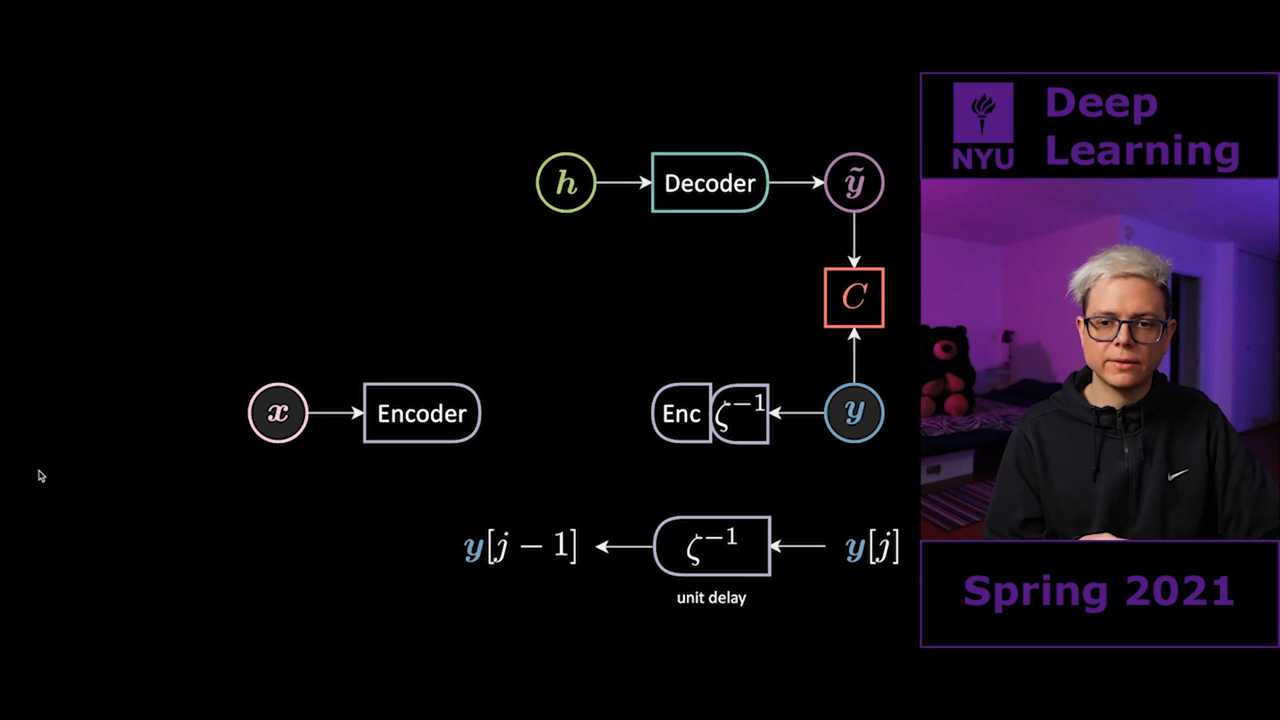 h
Decoder
ỹ
C
x
Encoder
Enc
ζ⁻¹
y
y[j − 1]
ζ⁻¹
y[j]
unit delay
NYU
Deep
Learning
Spring 2021